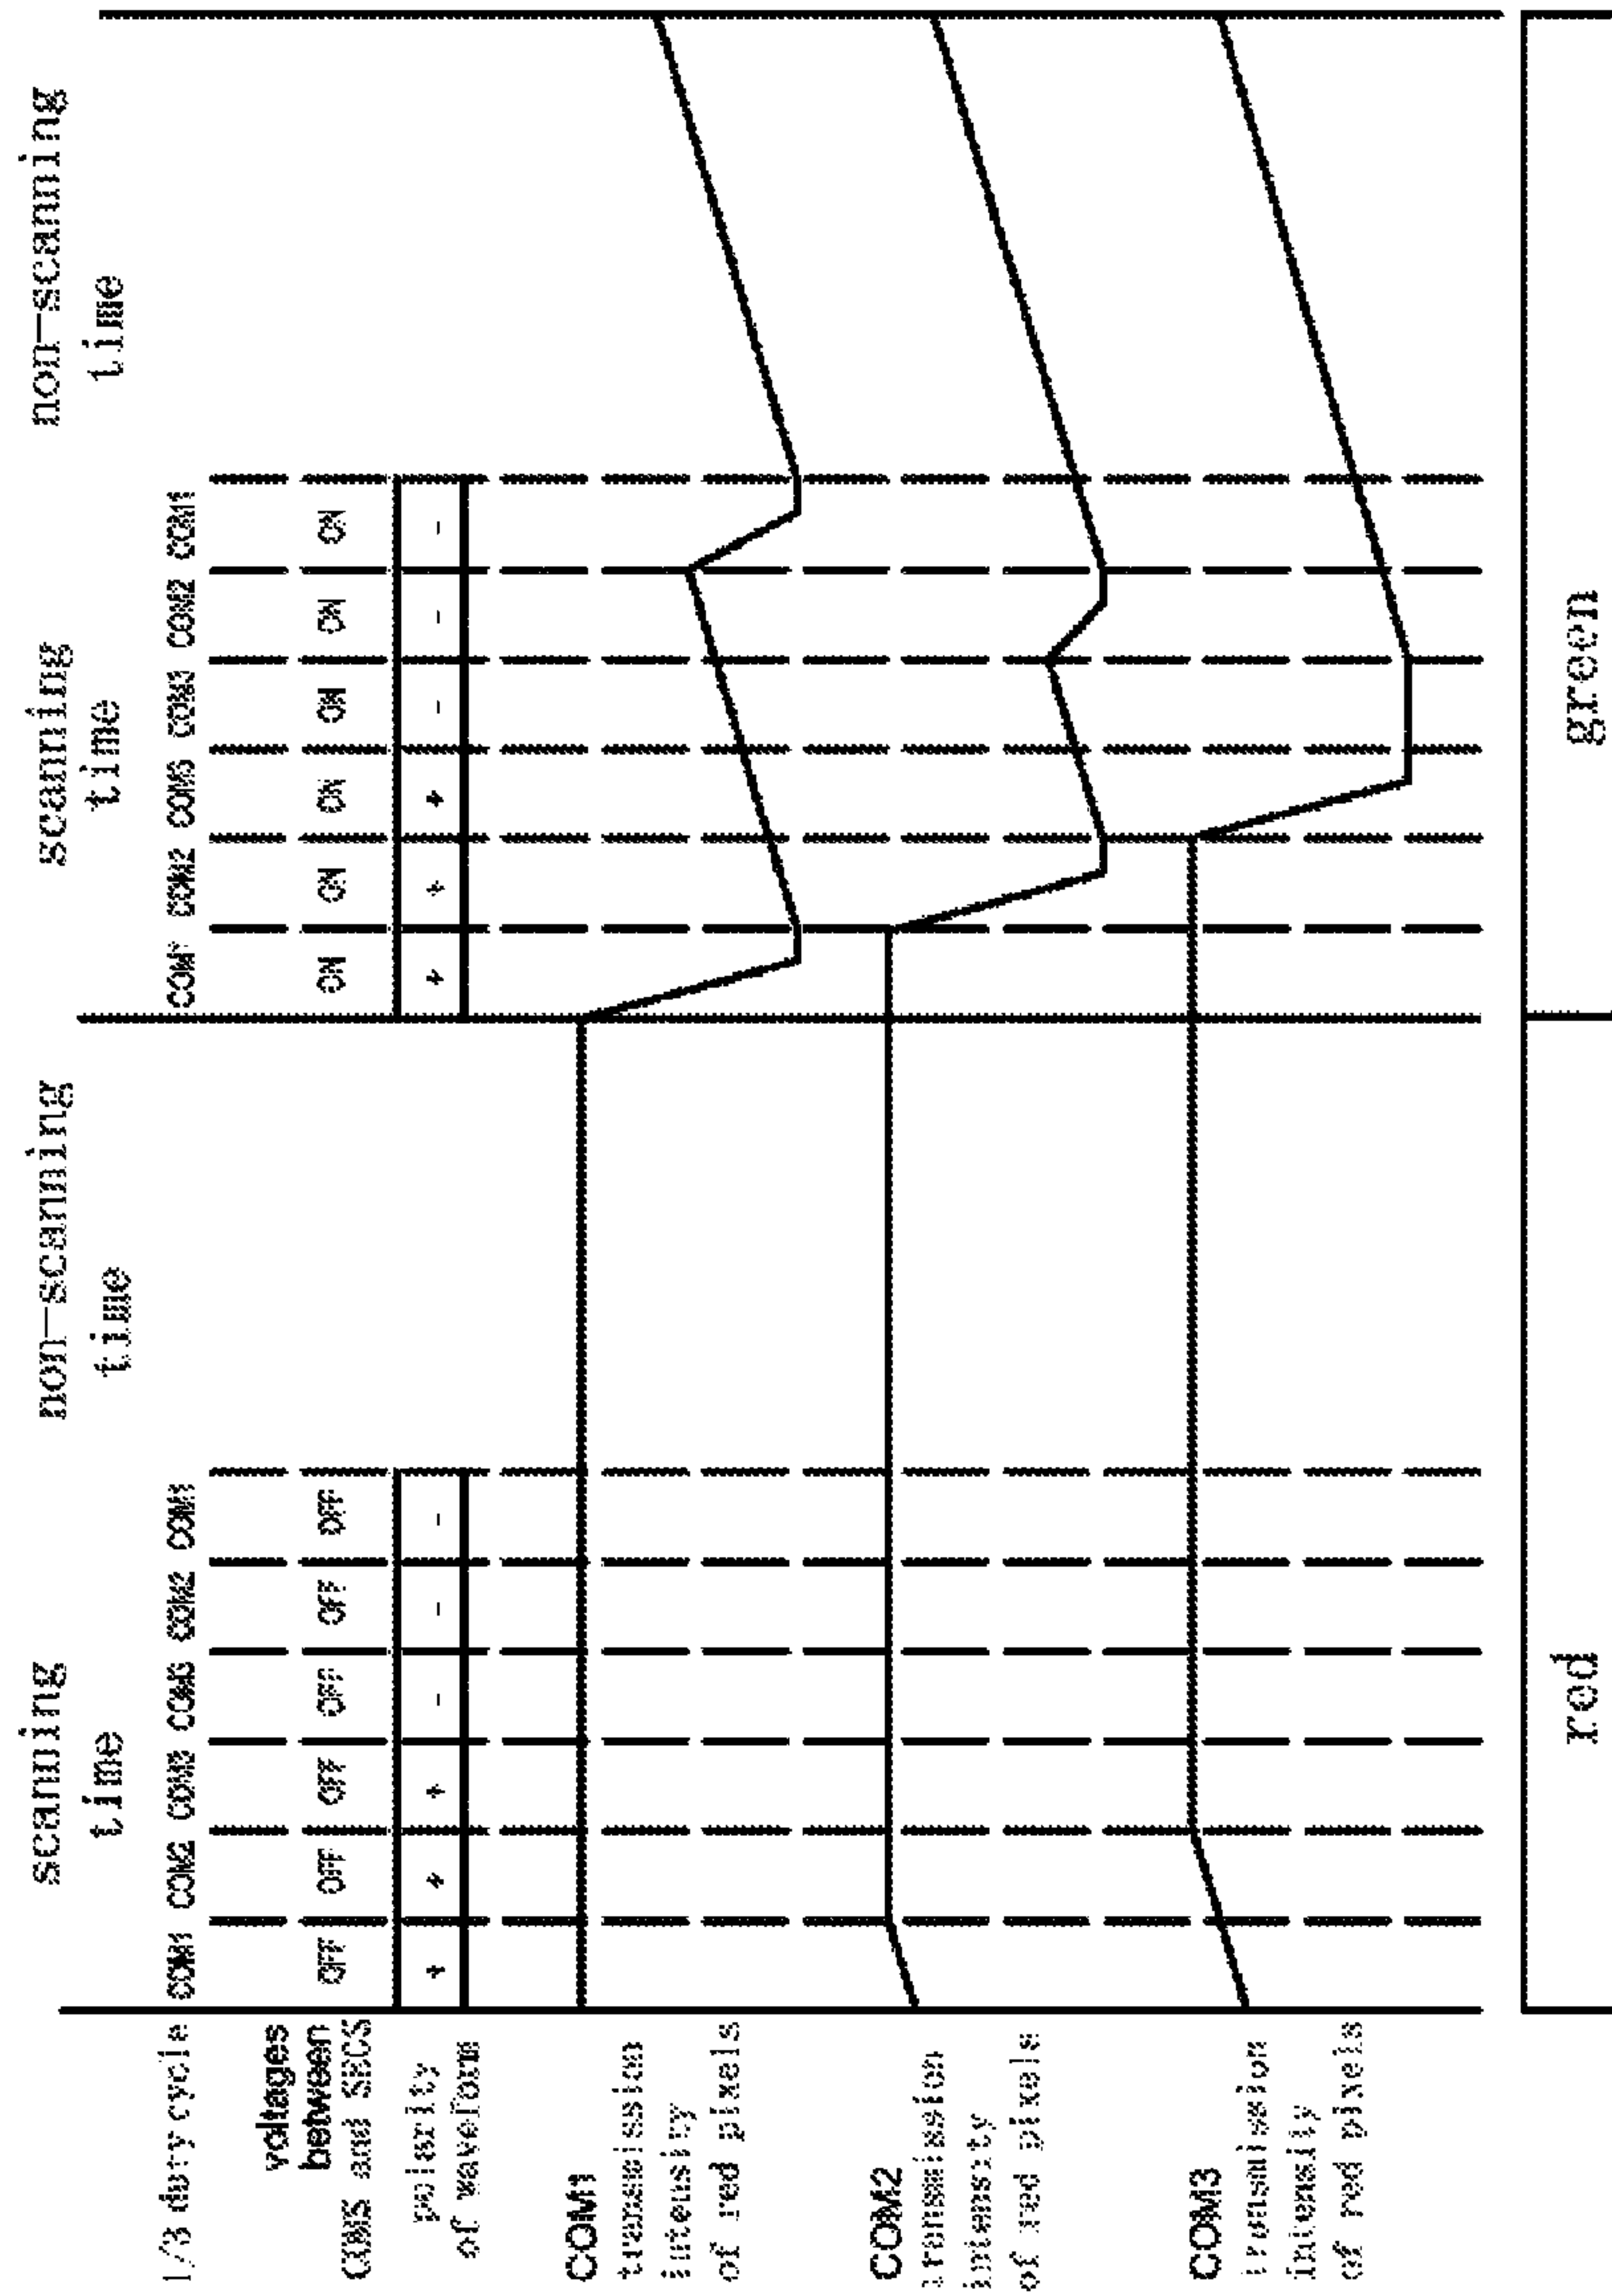 scanning
time
non-scanning
time
scanning
time
non-scanning
time
1/3 duty cycle COM1 COM2 COM3 COM3 COM2 COM1 COM1 COM2 COM3 COM3 COM2 COM1
voltages
between
COMS and SEGS
OFF OFF OFF OFF OFF OFF ON ON ON ON ON ON
polarity
of waveform
+ + + - - - + + + - - -
COM1
transmission
intensity
of red pixels
COM2
transmission
intensity
of red pixels
COM3
transmission
intensity
of red pixels
red green